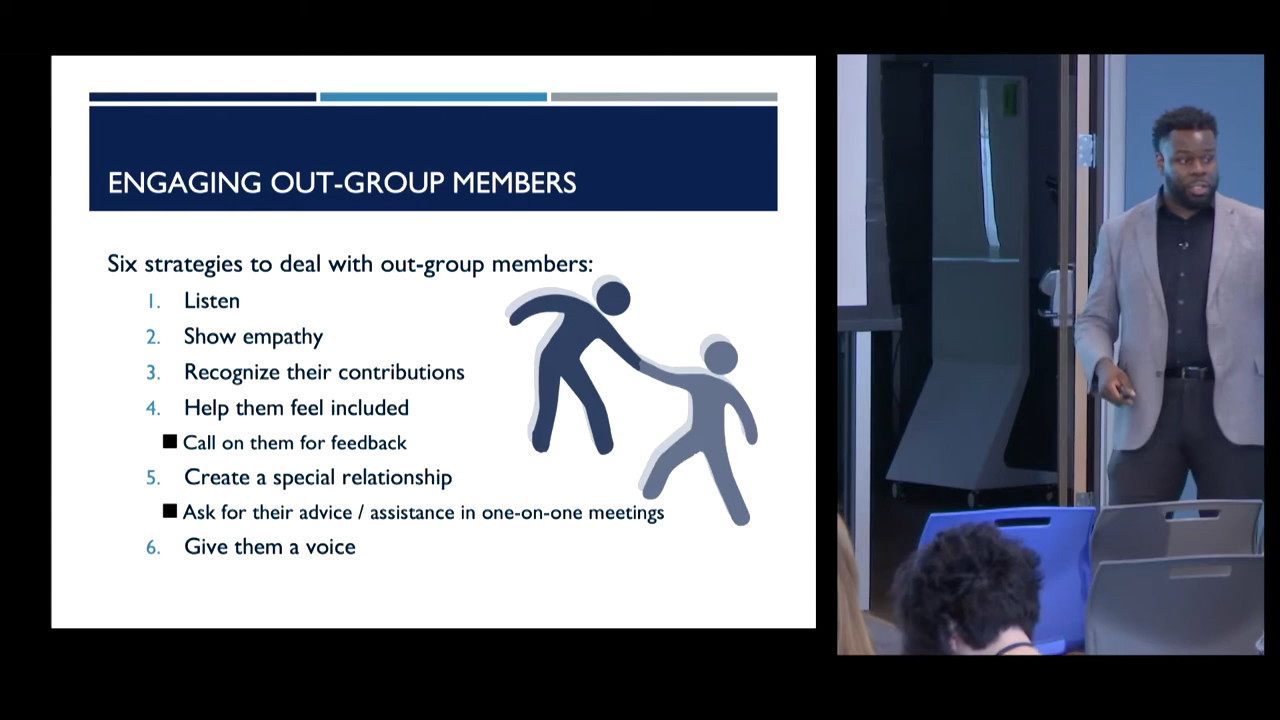 ENGAGING OUT-GROUP MEMBERS
Six strategies to deal with out-group members:
1. Listen
2. Show empathy
3. Recognize their contributions
4. Help them feel included
■ Call on them for feedback
5. Create a special relationship
■ Ask for their advice / assistance in one-on-one meetings
6. Give them a voice